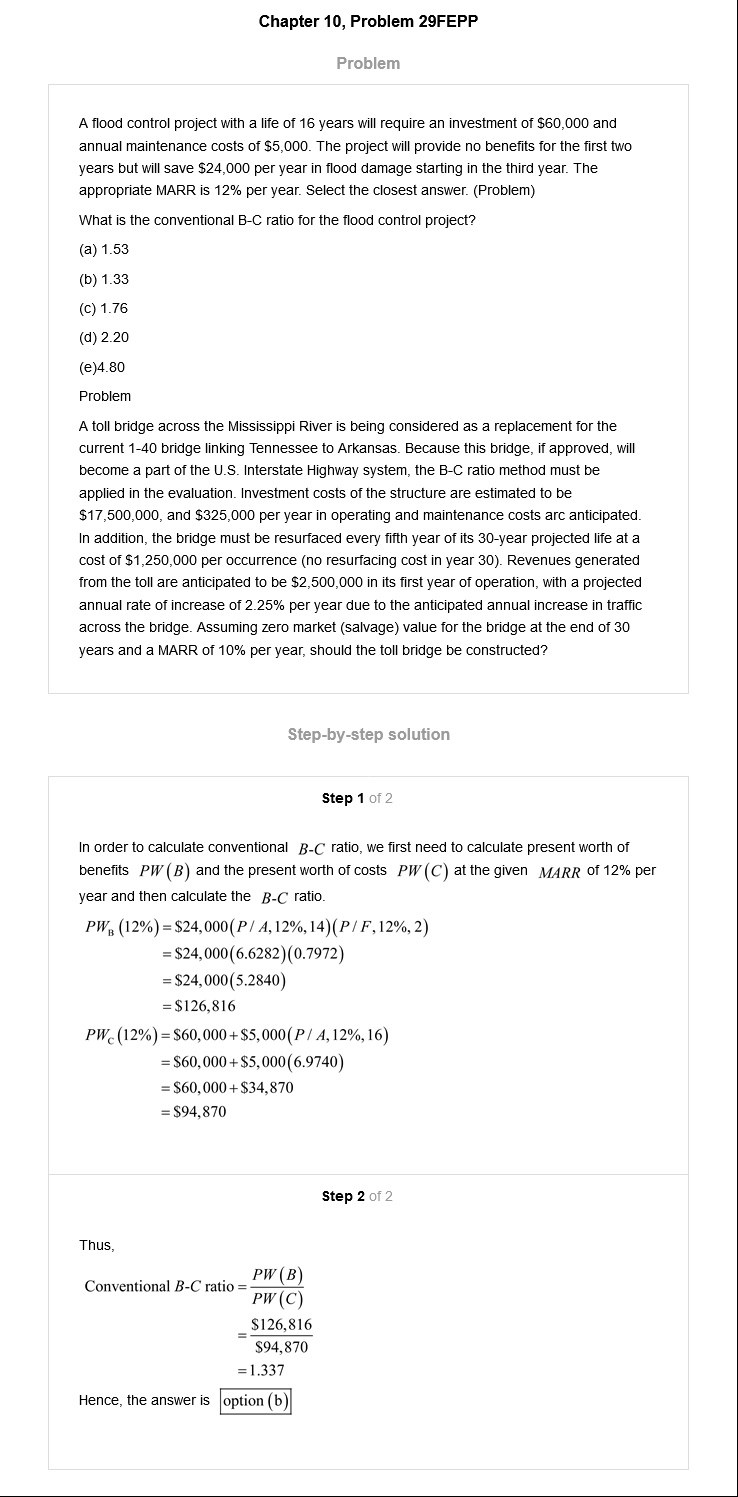 Chapter 10, Problem 29FEPP
Problem
A flood control project with a life of 16 years will require an investment of $60,000 and
annual maintenance costs of $5,000. The project will provide no benefits for the first two
years but will save $24,000 per year in flood damage starting in the third year. The
appropriate MARR is 12% per year. Select the closest answer. (Problem)
What is the conventional B-C ratio for the flood control project?
(a) 1.53
(b) 1.33
(c) 1.76
(d) 2.20
(e)4.80
Problem
A toll bridge across the Mississippi River is being considered as a replacement for the
current 1-40 bridge linking Tennessee to Arkansas. Because this bridge, if approved, will
become a part of the U.S. Interstate Highway system, the B-C ratio method must be
applied in the evaluation. Investment costs of the structure are estimated to be
$17,500,000, and $325,000 per year in operating and maintenance costs arc anticipated.
In addition, the bridge must be resurfaced every fifth year of its 30-year projected life at a
cost of $1,250,000 per occurrence (no resurfacing cost in year 30). Revenues generated
from the toll are anticipated to be $2,500,000 in its first year of operation, with a projected
annual rate of increase of 2.25% per year due to the anticipated annual increase in traffic
across the bridge. Assuming zero market (salvage) value for the bridge at the end of 30
years and a MARR of 10% per year, should the toll bridge be constructed?
Step-by-step solution
Step 1 of 2
In order to calculate conventional B-C ratio, we first need to calculate present worth of
benefits PW(B) and the present worth of costs PW(C) at the given MARR of 12% per
year and then calculate the B-C ratio.
PW_B (12%) = $24,000(P/A,12%,14)(P/F,12%,2)
= $24,000(6.6282)(0.7972)
= $24,000(5.2840)
= $126,816
PW_C (12%) = $60,000 + $5,000(P/A,12%,16)
= $60,000 + $5,000(6.9740)
= $60,000 + $34,870
= $94,870
Step 2 of 2
Thus,
Conventional B-C ratio = PW(B) / PW(C)
= $126,816 / $94,870
= 1.337
Hence, the answer is option (b)